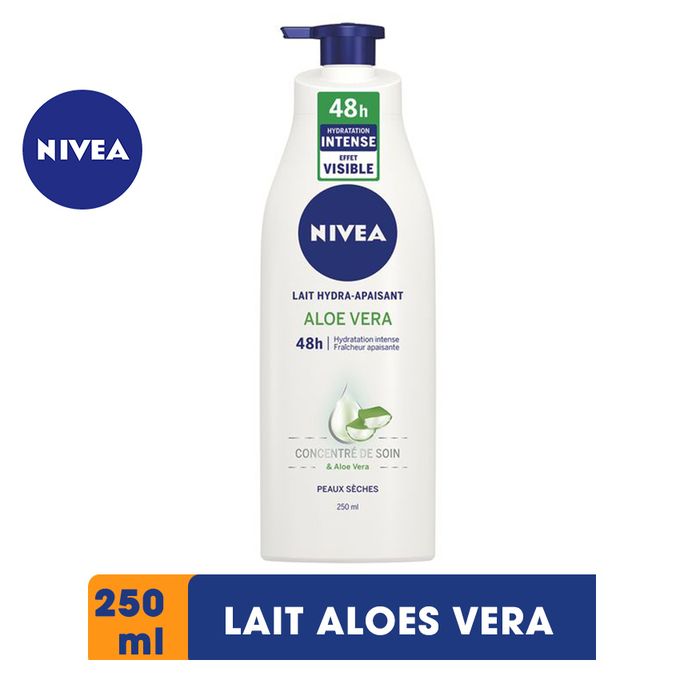 NIVEA
48h
HYDRATATION
INTENSE
EFFET
VISIBLE
NIVEA
LAIT HYDRA-APAISANT
ALOE VERA
48h | Hydratation intense
Fraîcheur apaisante
CONCENTRÉ DE SOIN
& Aloe Vera
PEAUX SÈCHES
250 ml
250
ml
LAIT ALOES VERA